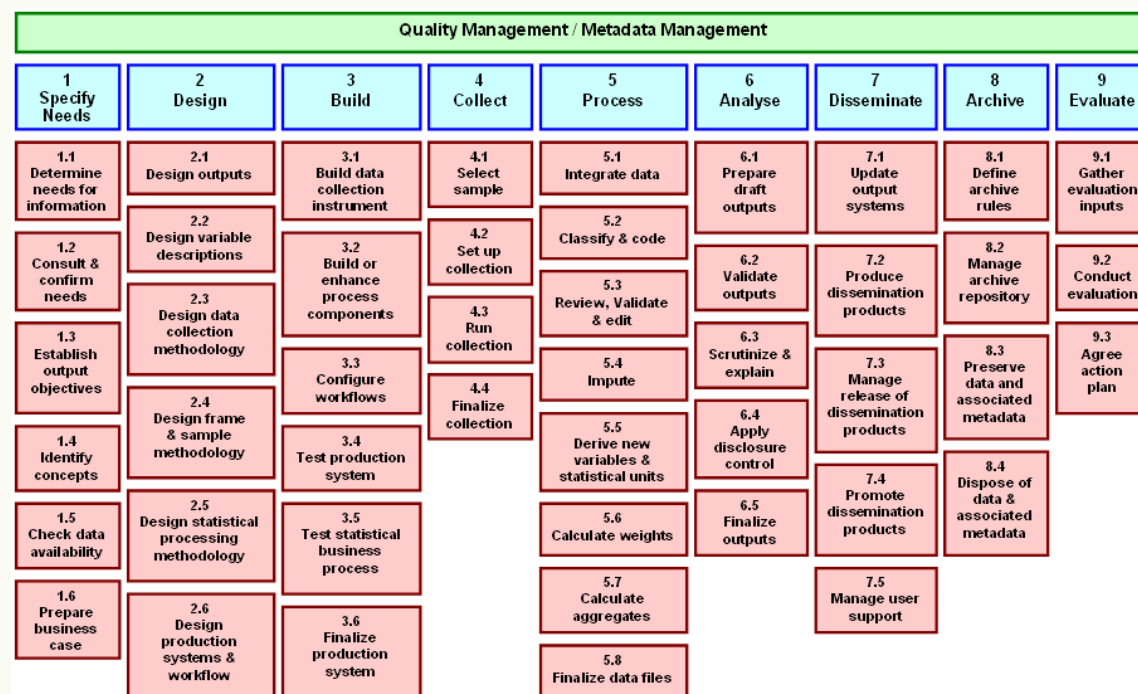 Quality Management / Metadata Management
1
Specify
Needs
2
Design
3
Build
4
Collect
5
Process
6
Analyse
7
Disseminate
8
Archive
9
Evaluate
1.1
Determine
needs for
information
1.2
Consult &
confirm
needs
1.3
Establish
output
objectives
1.4
Identify
concepts
1.5
Check data
availability
1.6
Prepare
business
case
2.1
Design outputs
2.2
Design variable
descriptions
2.3
Design data
collection
methodology
2.4
Design frame
& sample
methodology
2.5
Design statistical
processing
methodology
2.6
Design
production
systems &
workflow
3.1
Build data
collection
instrument
3.2
Build or
enhance
process
components
3.3
Configure
workflows
3.4
Test production
system
3.5
Test statistical
business
process
3.6
Finalize
production
system
4.1
Select
sample
4.2
Set up
collection
4.3
Run
collection
4.4
Finalize
collection
5.1
Integrate data
5.2
Classify & code
5.3
Review, Validate
& edit
5.4
Impute
5.5
Derive new
variables &
statistical units
5.6
Calculate weights
5.7
Calculate
aggregates
5.8
Finalize data files
6.1
Prepare
draft
outputs
6.2
Validate
outputs
6.3
Scrutinize &
explain
6.4
Apply
disclosure
control
6.5
Finalize
outputs
7.1
Update
output
systems
7.2
Produce
dissemination
products
7.3
Manage
release of
dissemination
products
7.4
Promote
dissemination
products
7.5
Manage user
support
8.1
Define
archive
rules
8.2
Manage
archive
repository
8.3
Preserve
data and
associated
metadata
8.4
Dispose of
data &
associated
metadata
9.1
Gather
evaluation
inputs
9.2
Conduct
evaluation
9.3
Agree
action
plan